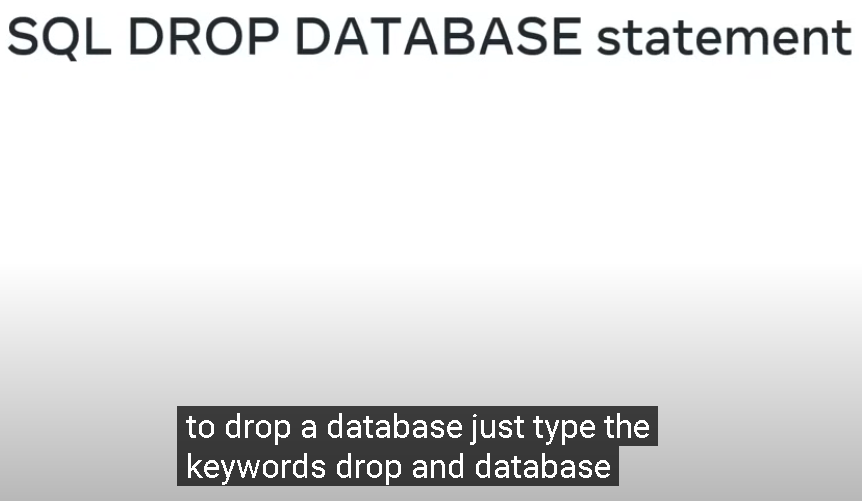 SQL DROP DATABASE statement
to drop a database just type the
keywords drop and database